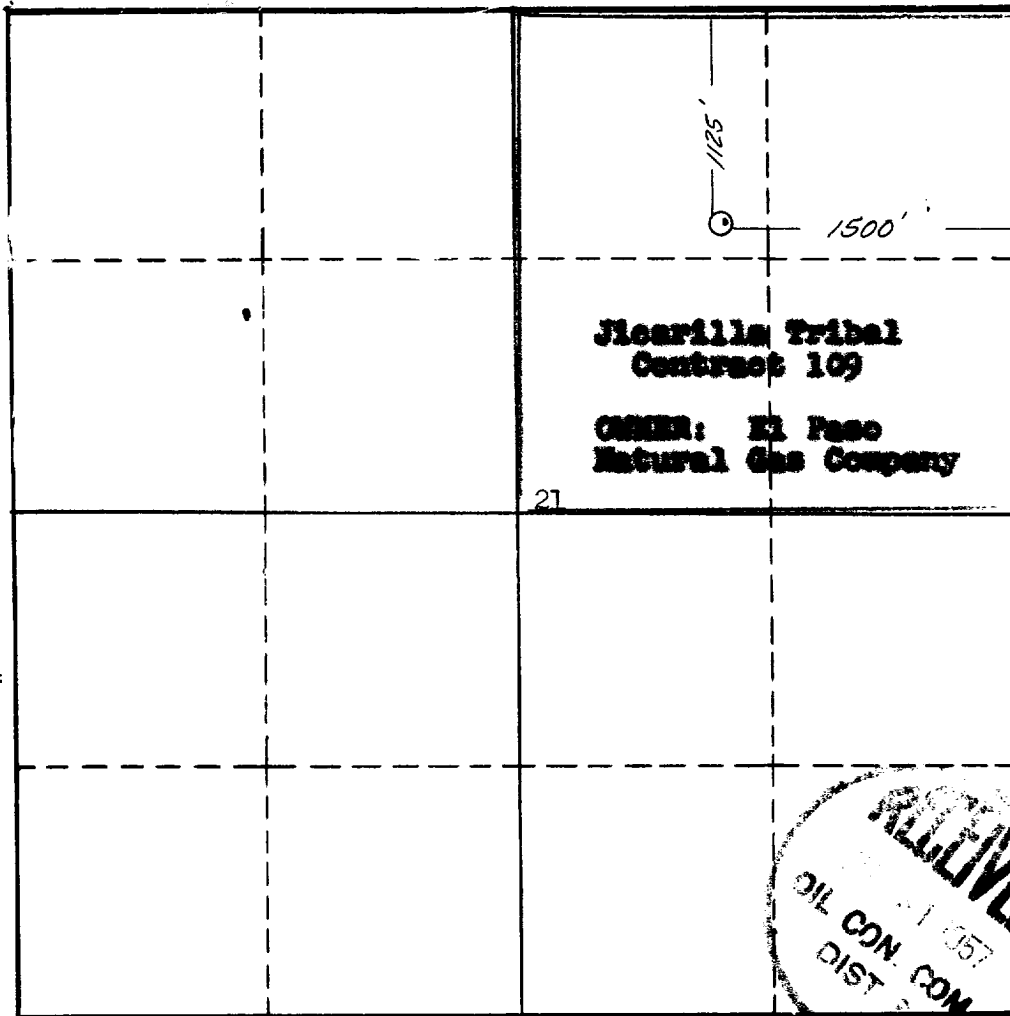 1125'
1500'
Jicarilla Tribal
Contract 109
OWNER: El Paso
Natural Gas Company
21
OIL CON. COM
DIST